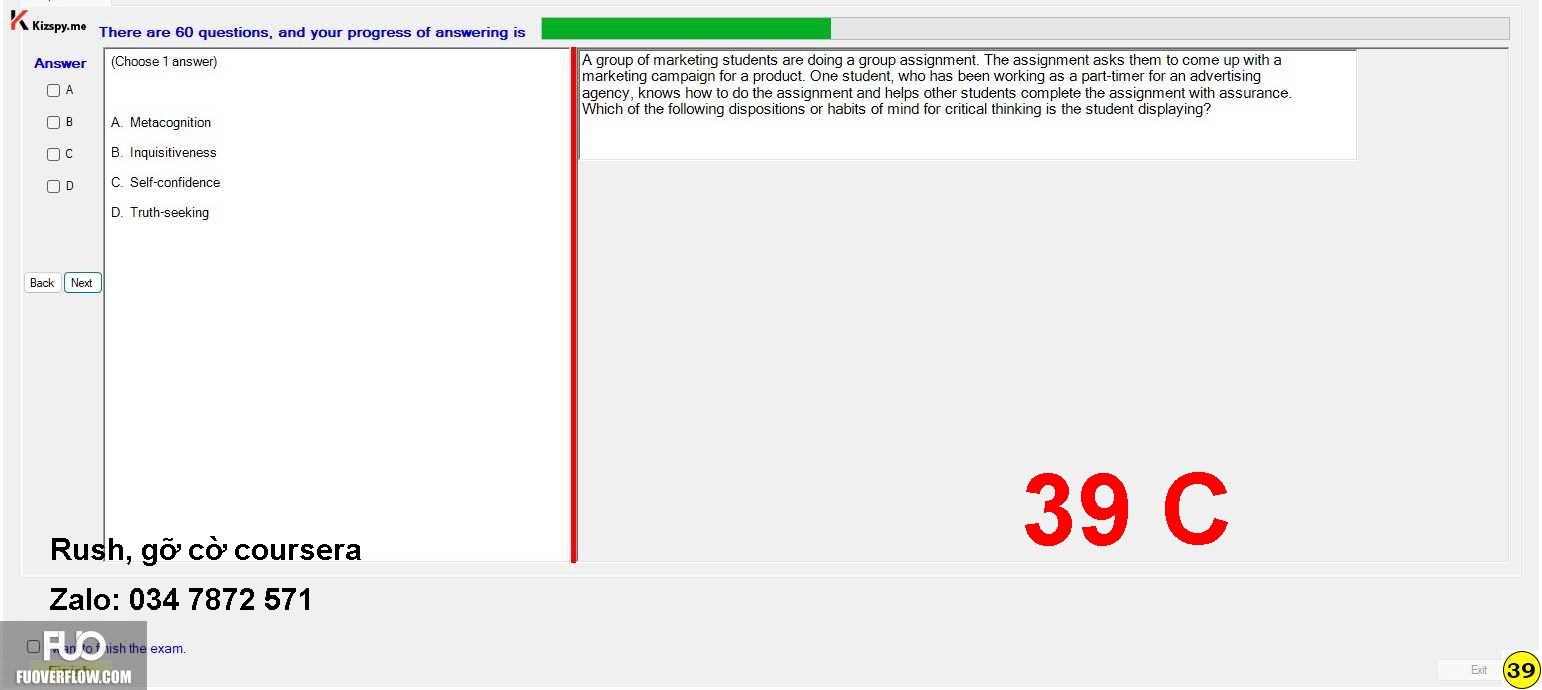 Kizspy.me
There are 60 questions, and your progress of answering is
Answer
A
B
C
D
Back
Next
(Choose 1 answer)
A. Metacognition
B. Inquisitiveness
C. Self-confidence
D. Truth-seeking
A group of marketing students are doing a group assignment. The assignment asks them to come up with a
marketing campaign for a product. One student, who has been working as a part-timer for an advertising
agency, knows how to do the assignment and helps other students complete the assignment with assurance.
Which of the following dispositions or habits of mind for critical thinking is the student displaying?
39 C
Rush, gỡ cờ coursera
Zalo: 034 7872 571
want to finish the exam.
Finish
FUO
FUOVERFLOW.COM
Exit
39